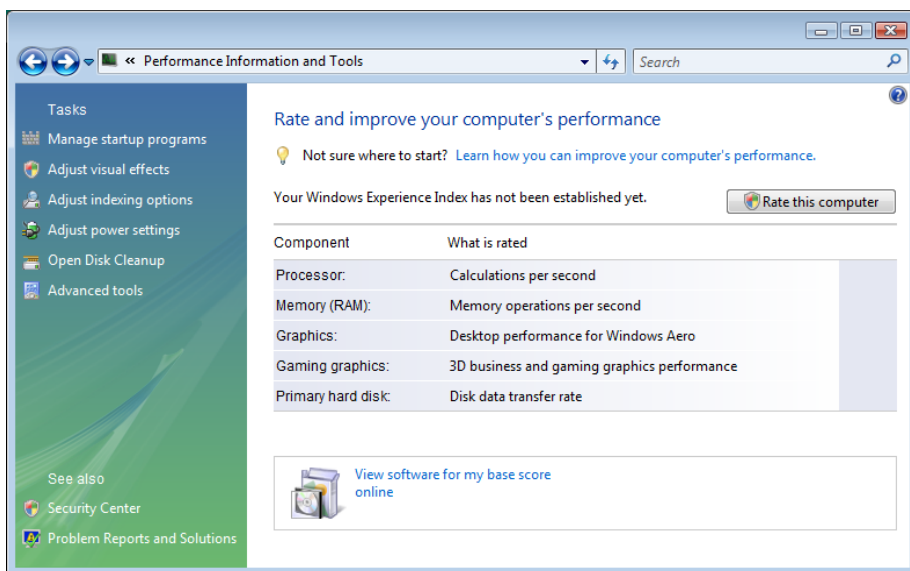 « Performance Information and Tools
Search
Tasks
Manage startup programs
Adjust visual effects
Adjust indexing options
Adjust power settings
Open Disk Cleanup
Advanced tools
See also
Security Center
Problem Reports and Solutions
Rate and improve your computer's performance
Not sure where to start? Learn how you can improve your computer's performance.
Your Windows Experience Index has not been established yet.
Rate this computer
Component What is rated
Processor: Calculations per second
Memory (RAM): Memory operations per second
Graphics: Desktop performance for Windows Aero
Gaming graphics: 3D business and gaming graphics performance
Primary hard disk: Disk data transfer rate
View software for my base score
online